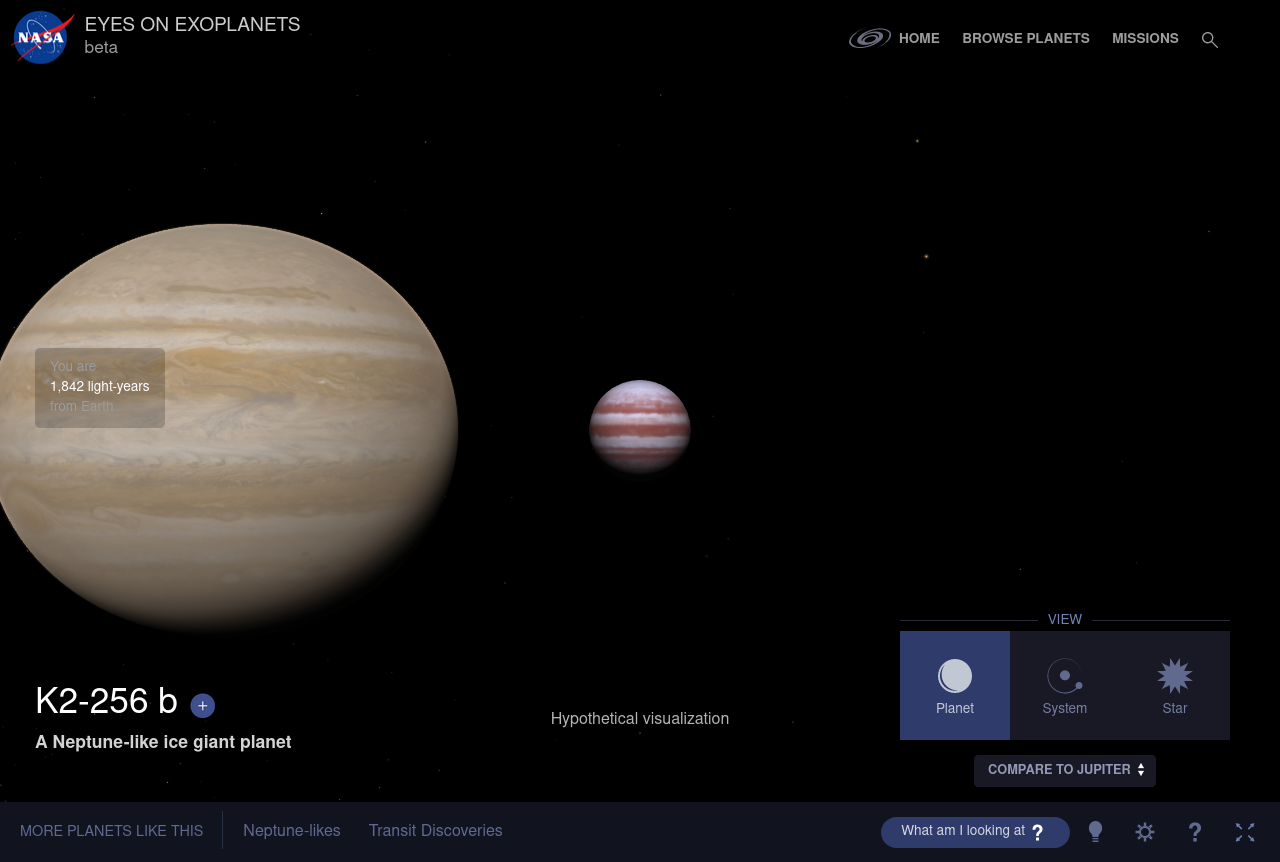 NASA
EYES ON EXOPLANETS
beta
HOME
BROWSE PLANETS
MISSIONS
You are
1,842 light-years
from Earth
K2-256 b
+
A Neptune-like ice giant planet
Hypothetical visualization
VIEW
Planet
System
Star
COMPARE TO JUPITER
MORE PLANETS LIKE THIS
Neptune-likes
Transit Discoveries
What am I looking at ?
?